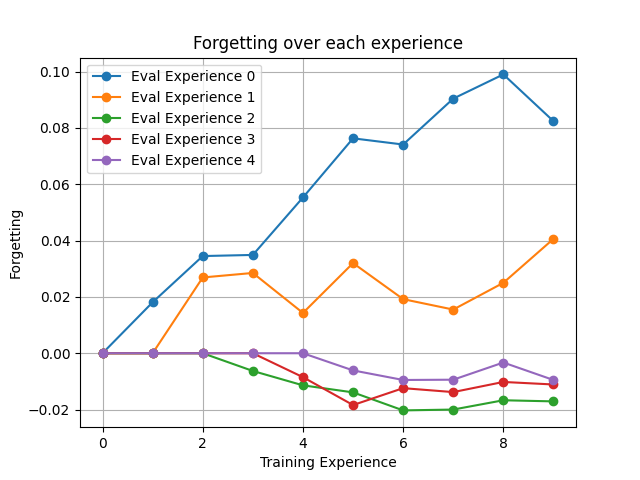 Forgetting over each experience
Eval Experience 0
Eval Experience 1
Eval Experience 2
Eval Experience 3
Eval Experience 4
Forgetting
0.10
0.08
0.06
0.04
0.02
0.00
−0.02
0 2 4 6 8
Training Experience